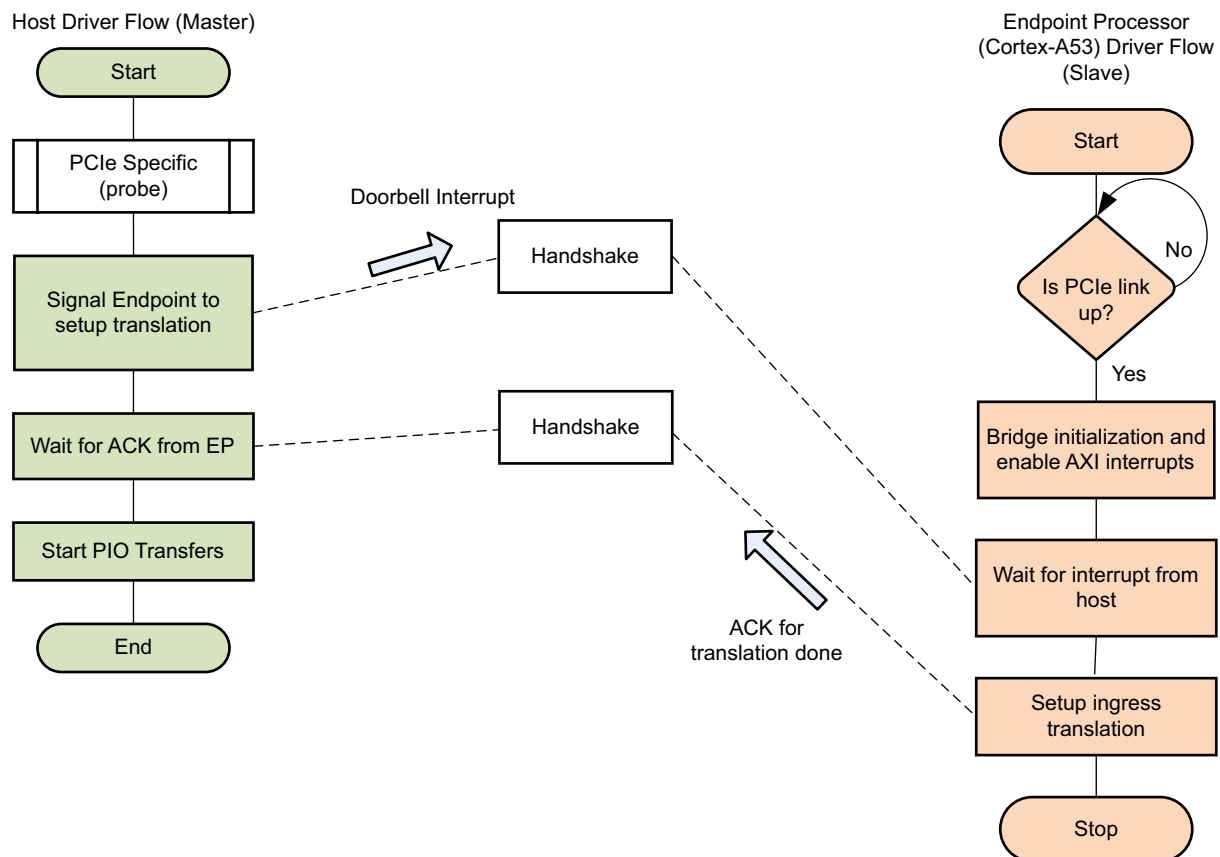 Host Driver Flow (Master)
Start
PCIe Specific
(probe)
Signal Endpoint to
setup translation
Wait for ACK from EP
Start PIO Transfers
End
Doorbell Interrupt
Handshake
Handshake
ACK for
translation done
Endpoint Processor
(Cortex-A53) Driver Flow
(Slave)
Start
No
Is PCIe link
up?
Yes
Bridge initialization and
enable AXI interrupts
Wait for interrupt from
host
Setup ingress
translation
Stop